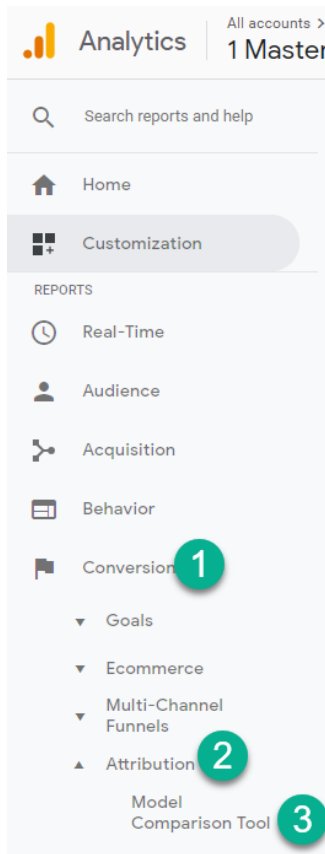 Analytics
All accounts >
1 Master
Search reports and help
Home
Customization
REPORTS
Real-Time
Audience
Acquisition
Behavior
Conversion 1
Goals
Ecommerce
Multi-Channel
Funnels
Attribution 2
Model
Comparison Tool 3